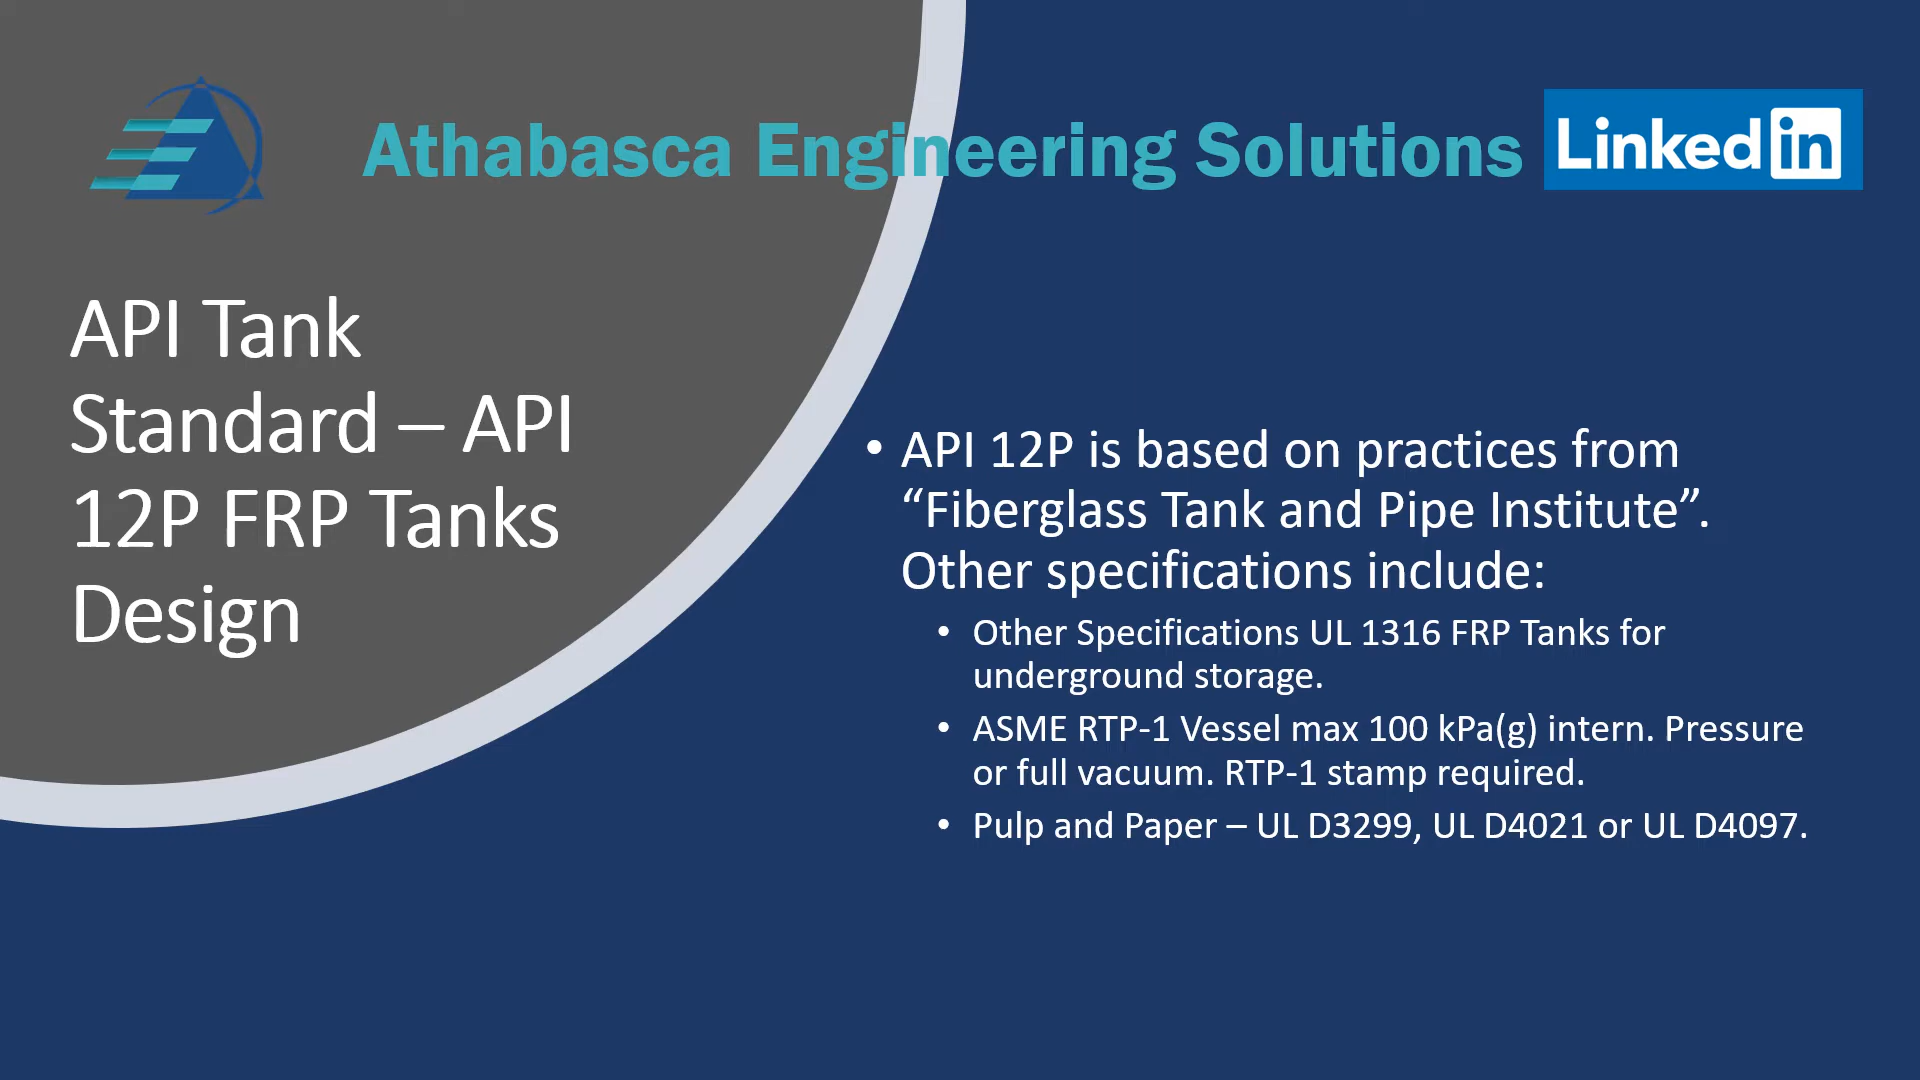 Athabasca Engineering Solutions
Linked in
API Tank
Standard – API
12P FRP Tanks
Design
• API 12P is based on practices from
“Fiberglass Tank and Pipe Institute”.
Other specifications include:
• Other Specifications UL 1316 FRP Tanks for
underground storage.
• ASME RTP-1 Vessel max 100 kPa(g) intern. Pressure
or full vacuum. RTP-1 stamp required.
• Pulp and Paper – UL D3299, UL D4021 or UL D4097.